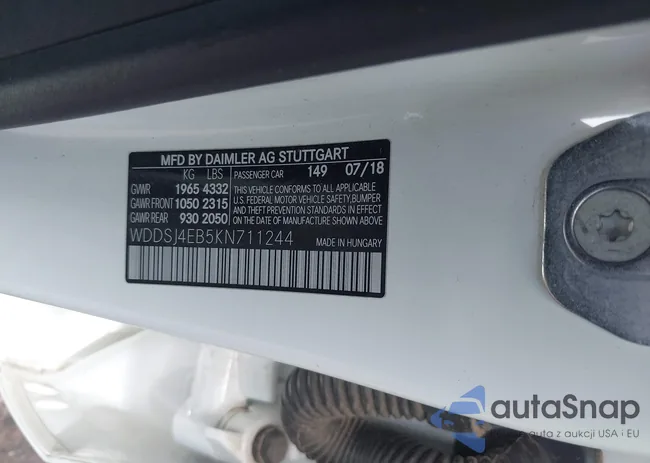 MFD BY DAIMLER AG STUTTGART
KG LBS PASSENGER CAR 149 07/18
GVWR 1965 4332 THIS VEHICLE CONFORMS TO ALL APPLICABLE
GAWR FRONT 1050 2315 U.S. FEDERAL MOTOR VEHICLE SAFETY, BUMPER
GAWR REAR 930 2050 AND THEFT PREVENTION STANDARDS IN EFFECT
ON THE DATE OF MANUFACTURE SHOWN ABOVE.
WDDSJ4EB5KN711244 MADE IN HUNGARY
autaSnap
auta z aukcji USA i EU